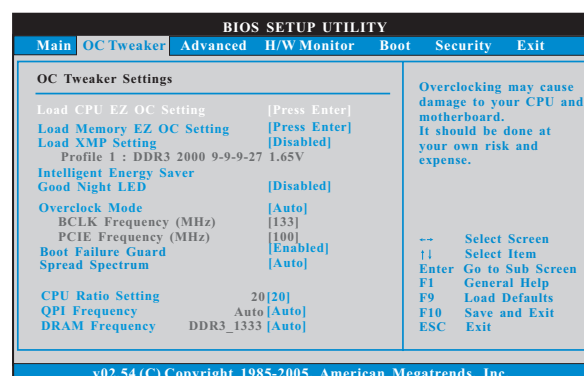 BIOS SETUP UTILITY
Main OC Tweaker Advanced H/W Monitor Boot Security Exit
OC Tweaker Settings
Load CPU EZ OC Setting [Press Enter]
Load Memory EZ OC Setting [Press Enter]
Load XMP Setting [Disabled]
Profile 1 : DDR3 2000 9-9-9-27 1.65V
Intelligent Energy Saver
Good Night LED [Disabled]
Overclock Mode [Auto]
BCLK Frequency (MHz) [133]
PCIE Frequency (MHz) [100]
Boot Failure Guard [Enabled]
Spread Spectrum [Auto]
CPU Ratio Setting 20 [20]
QPI Frequency Auto [Auto]
DRAM Frequency DDR3_1333 [Auto]
Overclocking may cause
damage to your CPU and
motherboard.
It should be done at
your own risk and
expense.
←→ Select Screen
↑↓ Select Item
Enter Go to Sub Screen
F1 General Help
F9 Load Defaults
F10 Save and Exit
ESC Exit
v02.54 (C) Copyright 1985-2005, American Megatrends, Inc.